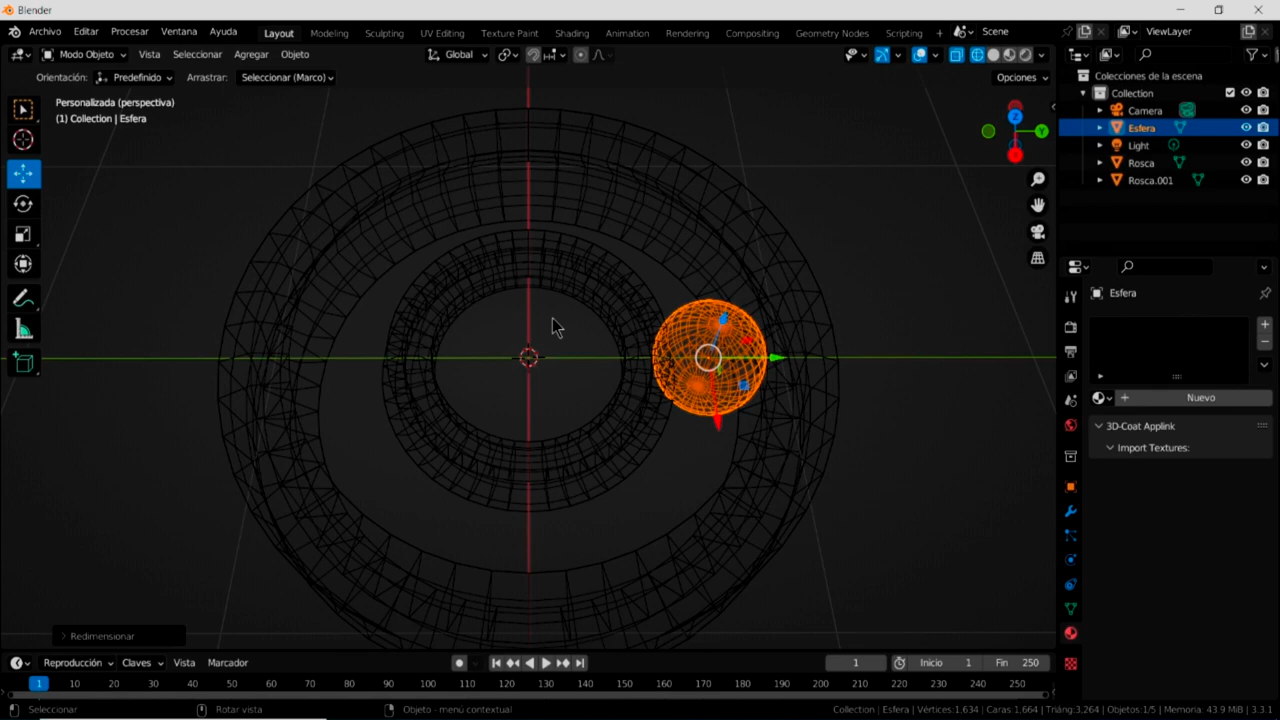 Blender
Archivo Editar Procesar Ventana Ayuda Layout Modeling Sculpting UV Editing Texture Paint Shading Animation Rendering Compositing Geometry Nodes Scripting + Scene ViewLayer
Modo Objeto Vista Seleccionar Agregar Objeto Global
Orientación: Predefinido Arrastrar: Seleccionar (Marco) Opciones
Personalizada (perspectiva)
(1) Collection | Esfera
Z
Y
Colecciones de la escena
Collection
Camera
Esfera
Light
Rosca
Rosca.001
Esfera
Nuevo
3D-Coat Applink
Import Textures:
Redimensionar
Reproducción Claves Vista Marcador 1 Inicio 1 Fin 250
1 10 20 30 40 50 60 70 80 90 100 110 120 130 140 150 160 170 180 190 200 210 220 230 240 250
Seleccionar Rotar vista Objeto - menú contextual Collection | Esfera | Vértices:1,634 | Caras:1,664 | Triáng:3,264 | Objetos:1/5 | Memoria: 43.9 MiB | 3.3.1